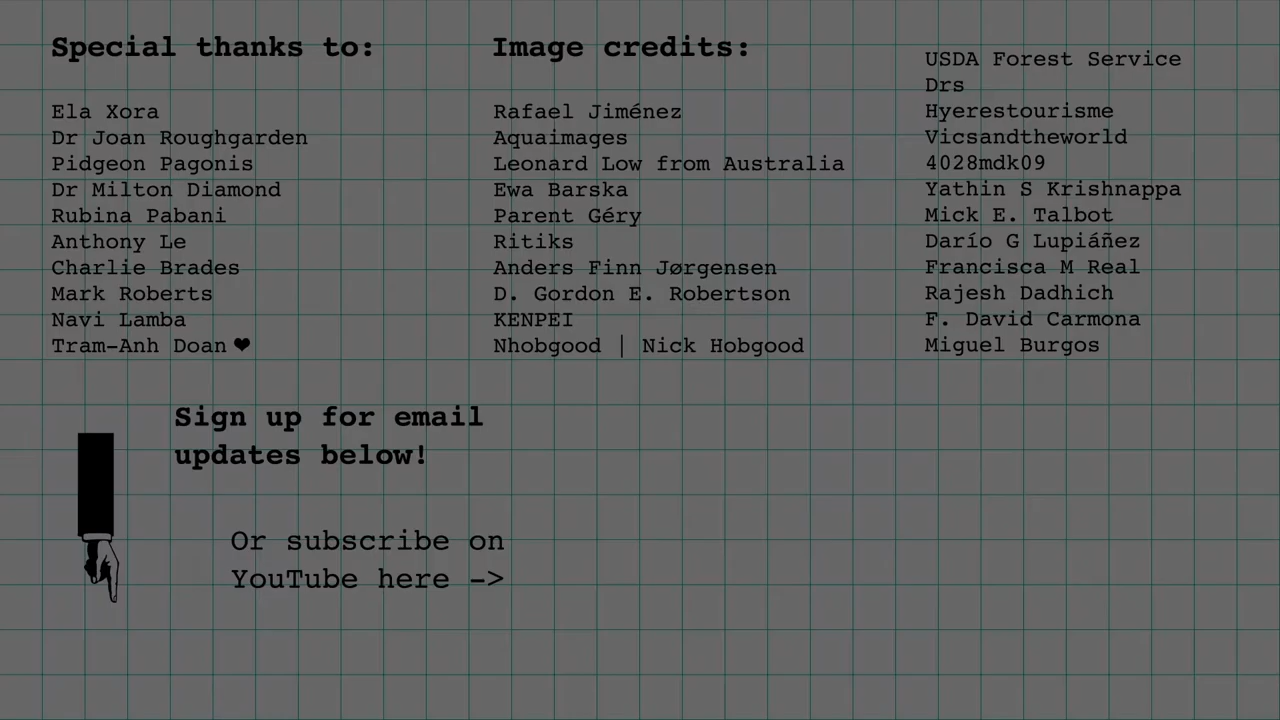 Special thanks to:
Ela Xora
Dr Joan Roughgarden
Pidgeon Pagonis
Dr Milton Diamond
Rubina Pabani
Anthony Le
Charlie Brades
Mark Roberts
Navi Lamba
Tram-Anh Doan ❤
Image credits:
Rafael Jiménez
Aquaimages
Leonard Low from Australia
Ewa Barska
Parent Géry
Ritiks
Anders Finn Jørgensen
D. Gordon E. Robertson
KENPEI
Nhobgood | Nick Hobgood
USDA Forest Service
Drs
Hyerestourisme
Vicsandtheworld
4028mdk09
Yathin S Krishnappa
Mick E. Talbot
Darío G Lupiáñez
Francisca M Real
Rajesh Dadhich
F. David Carmona
Miguel Burgos
Sign up for email
updates below!
Or subscribe on
YouTube here ->